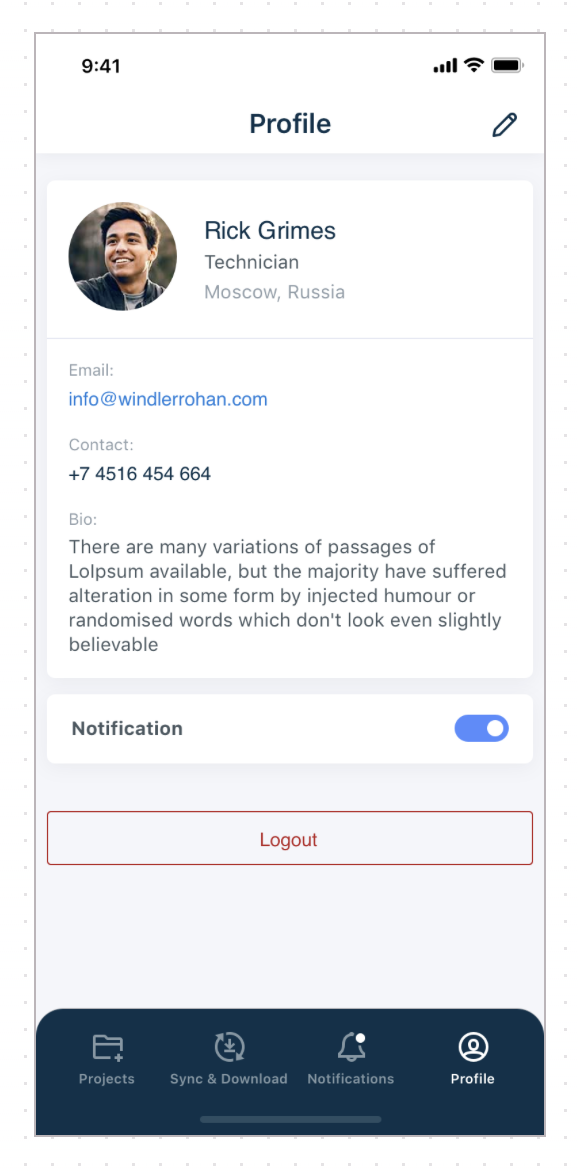 9:41
Profile
Rick Grimes
Technician
Moscow, Russia
Email:
info@windlerrohan.com
Contact:
+7 4516 454 664
Bio:
There are many variations of passages of
Lolpsum available, but the majority have suffered
alteration in some form by injected humour or
randomised words which don't look even slightly
believable
Notification
Logout
Projects
Sync & Download
Notifications
Profile